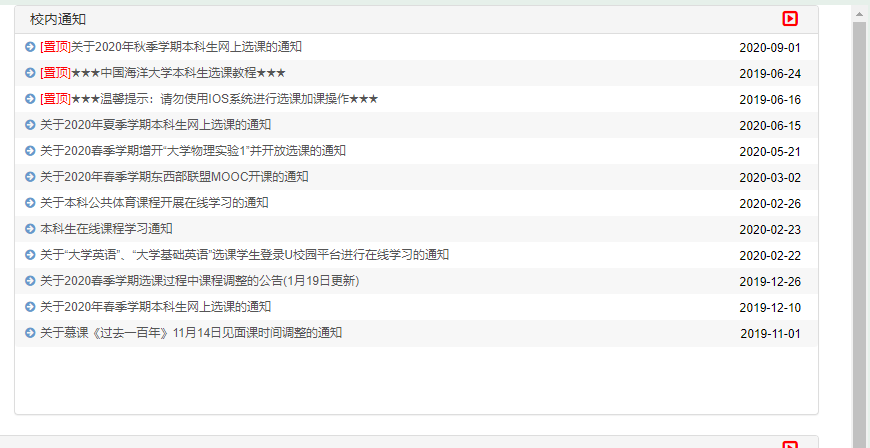 校内通知
[置顶]关于2020年秋季学期本科生网上选课的通知 2020-09-01
[置顶]★★★中国海洋大学本科生选课教程★★★ 2019-06-24
[置顶]★★★温馨提示：请勿使用IOS系统进行选课加课操作★★★ 2019-06-16
关于2020年夏季学期本科生网上选课的通知 2020-06-15
关于2020春季学期增开“大学物理实验1”并开放选课的通知 2020-05-21
关于2020年春季学期东西部联盟MOOC开课的通知 2020-03-02
关于本科公共体育课程开展在线学习的通知 2020-02-26
本科生在线课程学习通知 2020-02-23
关于“大学英语”、“大学基础英语”选课学生登录U校园平台进行在线学习的通知 2020-02-22
关于2020春季学期选课过程中课程调整的公告(1月19日更新) 2019-12-26
关于2020年春季学期本科生网上选课的通知 2019-12-10
关于慕课《过去一百年》11月14日见面课时间调整的通知 2019-11-01